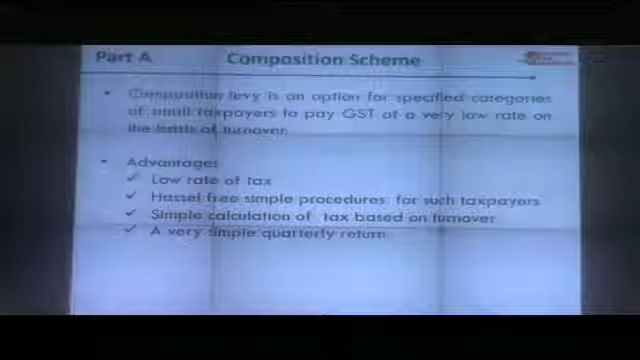 Part A Composition Scheme
• Composition levy is an option for specified categories
of small taxpayers to pay GST at a very low rate on
the basis of turnover.
• Advantages
✓ Low rate of tax
✓ Hassel free simple procedures for such taxpayers
✓ Simple calculation of tax based on turnover
✓ A very simple quarterly return